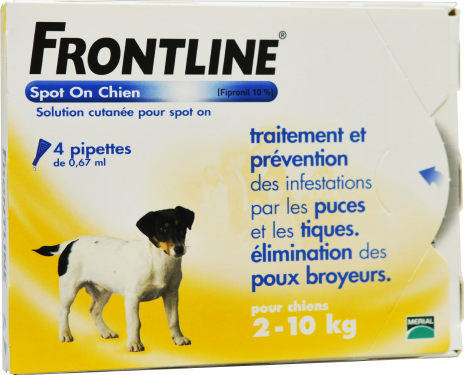 FRONTLINE®
Spot On Chien (Fipronil 10 %)
Solution cutanée pour spot on
4 pipettes
de 0,67 ml
traitement et
prévention
des infestations
par les puces
et les tiques.
élimination des
poux broyeurs.
pour chiens
2-10 kg
MERIAL
FRONTLINE